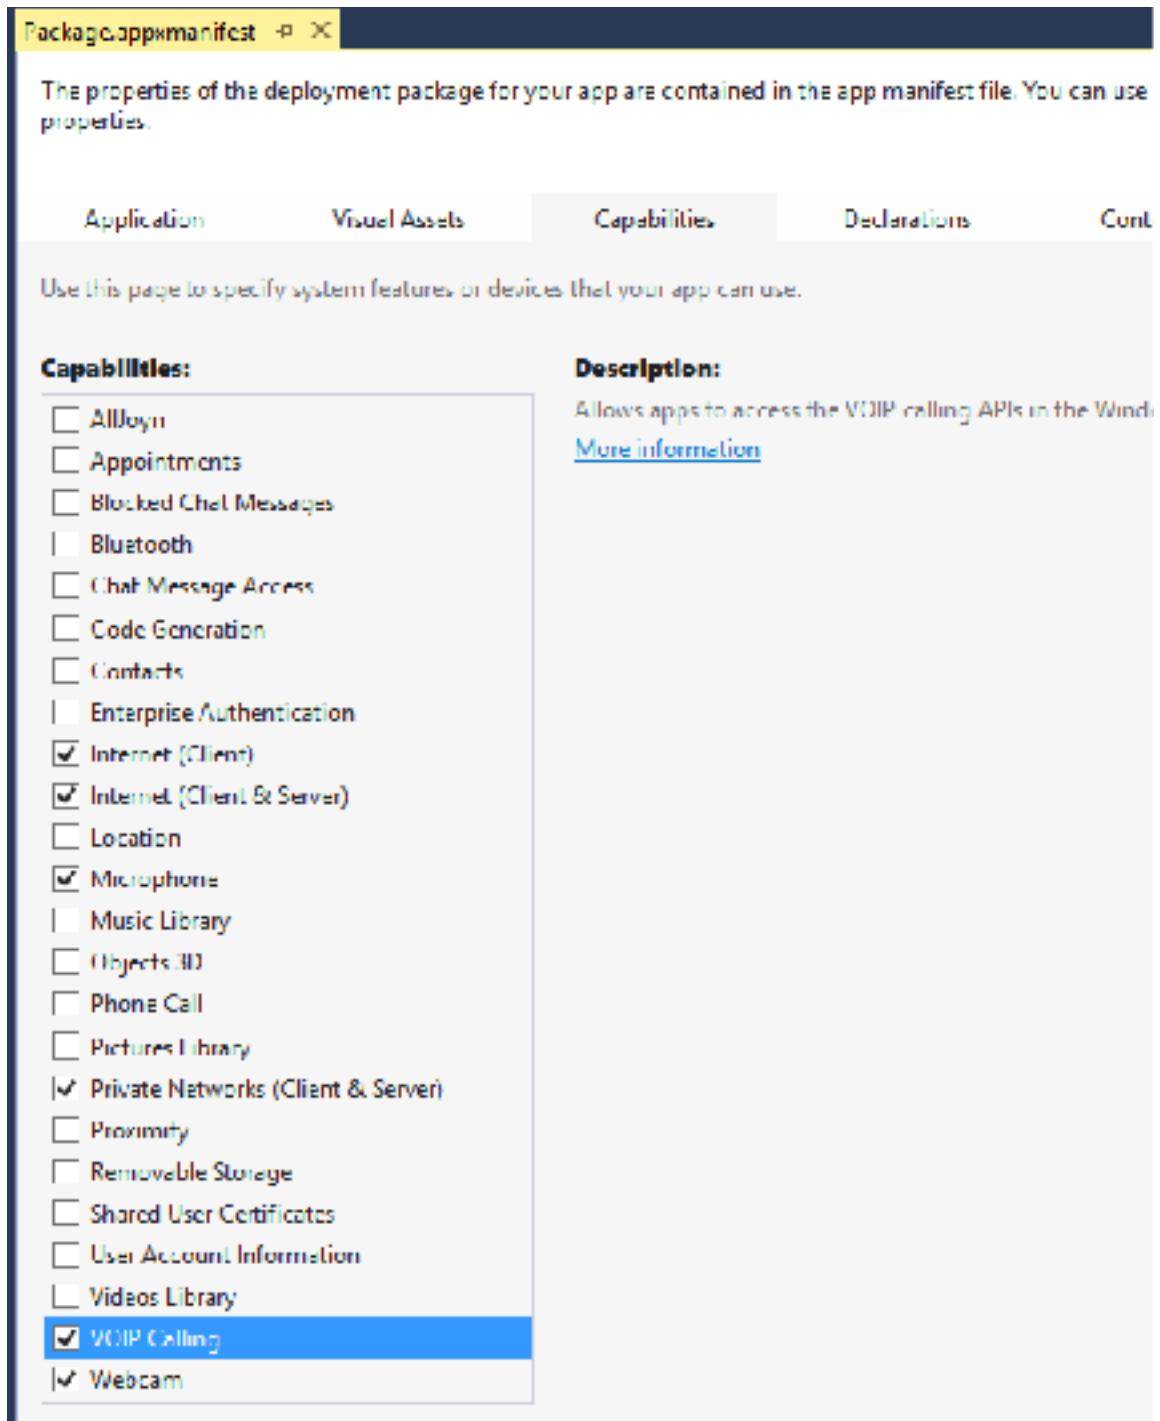 Package.appxmanifest
The properties of the deployment package for your app are contained in the app manifest file. You can use
properties.
Application Visual Assets Capabilities Declarations Cont
Use this page to specify system features or devices that your app can use.
Capabilities: Description:
Allows apps to access the VOIP calling APIs in the Windo
More information
AllJoyn
Appointments
Blocked Chat Messages
Bluetooth
Chat Message Access
Code Generation
Contacts
Enterprise Authentication
Internet (Client)
Internet (Client & Server)
Location
Microphone
Music Library
Objects 3D
Phone Call
Pictures Library
Private Networks (Client & Server)
Proximity
Removable Storage
Shared User Certificates
User Account Information
Videos Library
VOIP Calling
Webcam